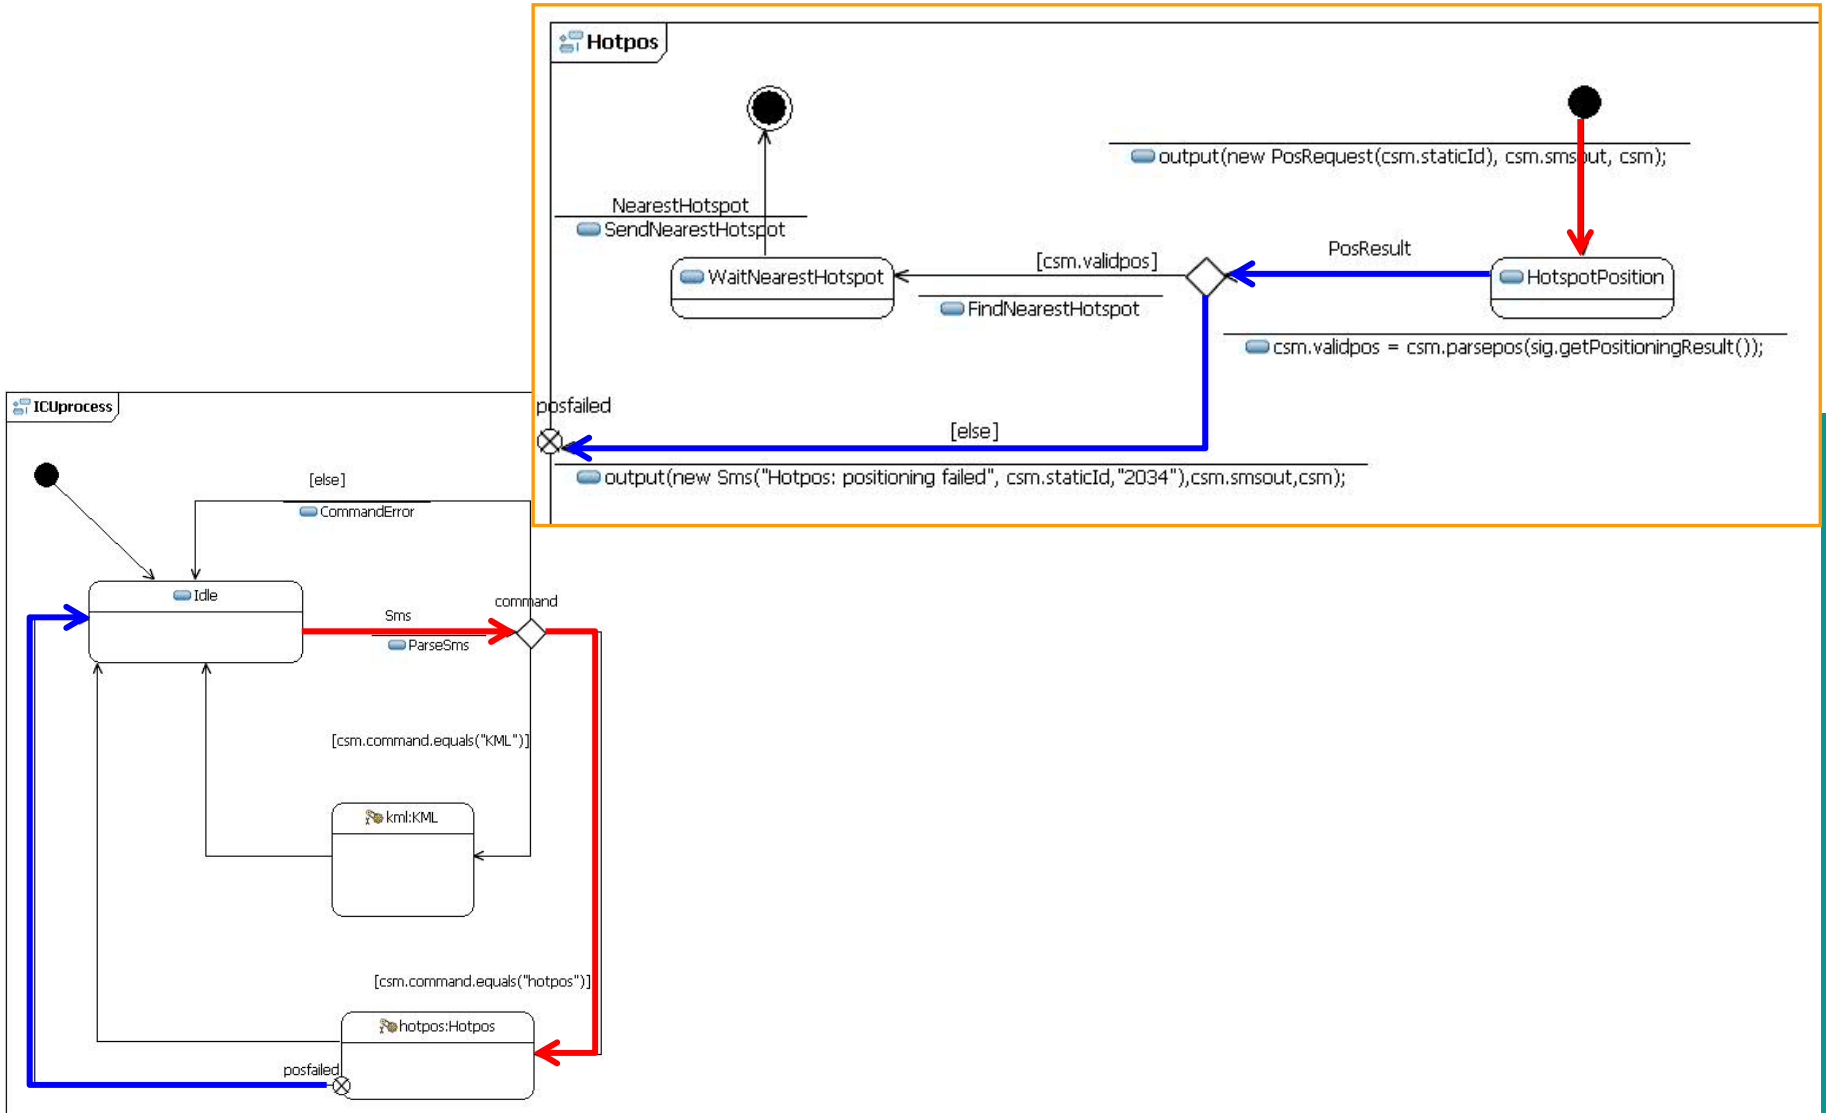 Hotpos
output(new PosRequest(csm.staticId), csm.smsout, csm);
NearestHotspot
SendNearestHotspot
PosResult
[csm.validpos]
WaitNearestHotspot
HotspotPosition
FindNearestHotspot
csm.validpos = csm.parsepos(sig.getPositioningResult());
posfailed
[else]
output(new Sms("Hotpos: positioning failed", csm.staticId,"2034"),csm.smsout,csm);
ICUprocess
[else]
CommandError
Idle
command
Sms
ParseSms
[csm.command.equals("KML")]
kml:KML
[csm.command.equals("hotpos")]
hotpos:Hotpos
posfailed